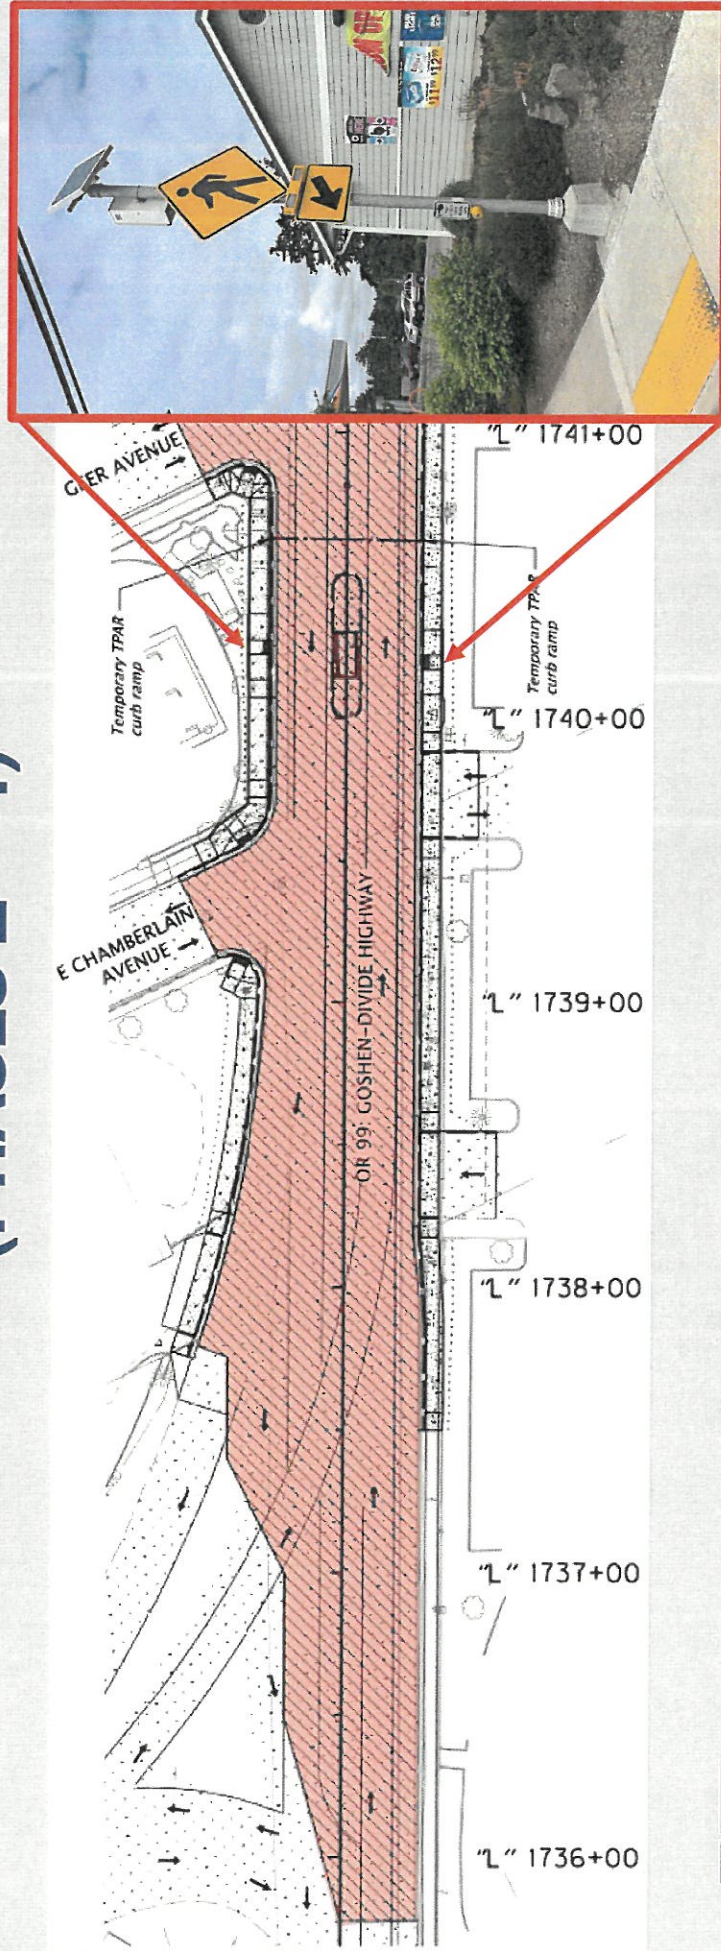 GEER AVENUE
Temporary TPAR
curb ramp
E CHAMBERLAIN
AVENUE
OR 99: GOSHEN-DIVIDE HIGHWAY
Temporary TPAR
curb ramp
"L" 1741+00
"L" 1740+00
"L" 1739+00
"L" 1738+00
"L" 1737+00
"L" 1736+00